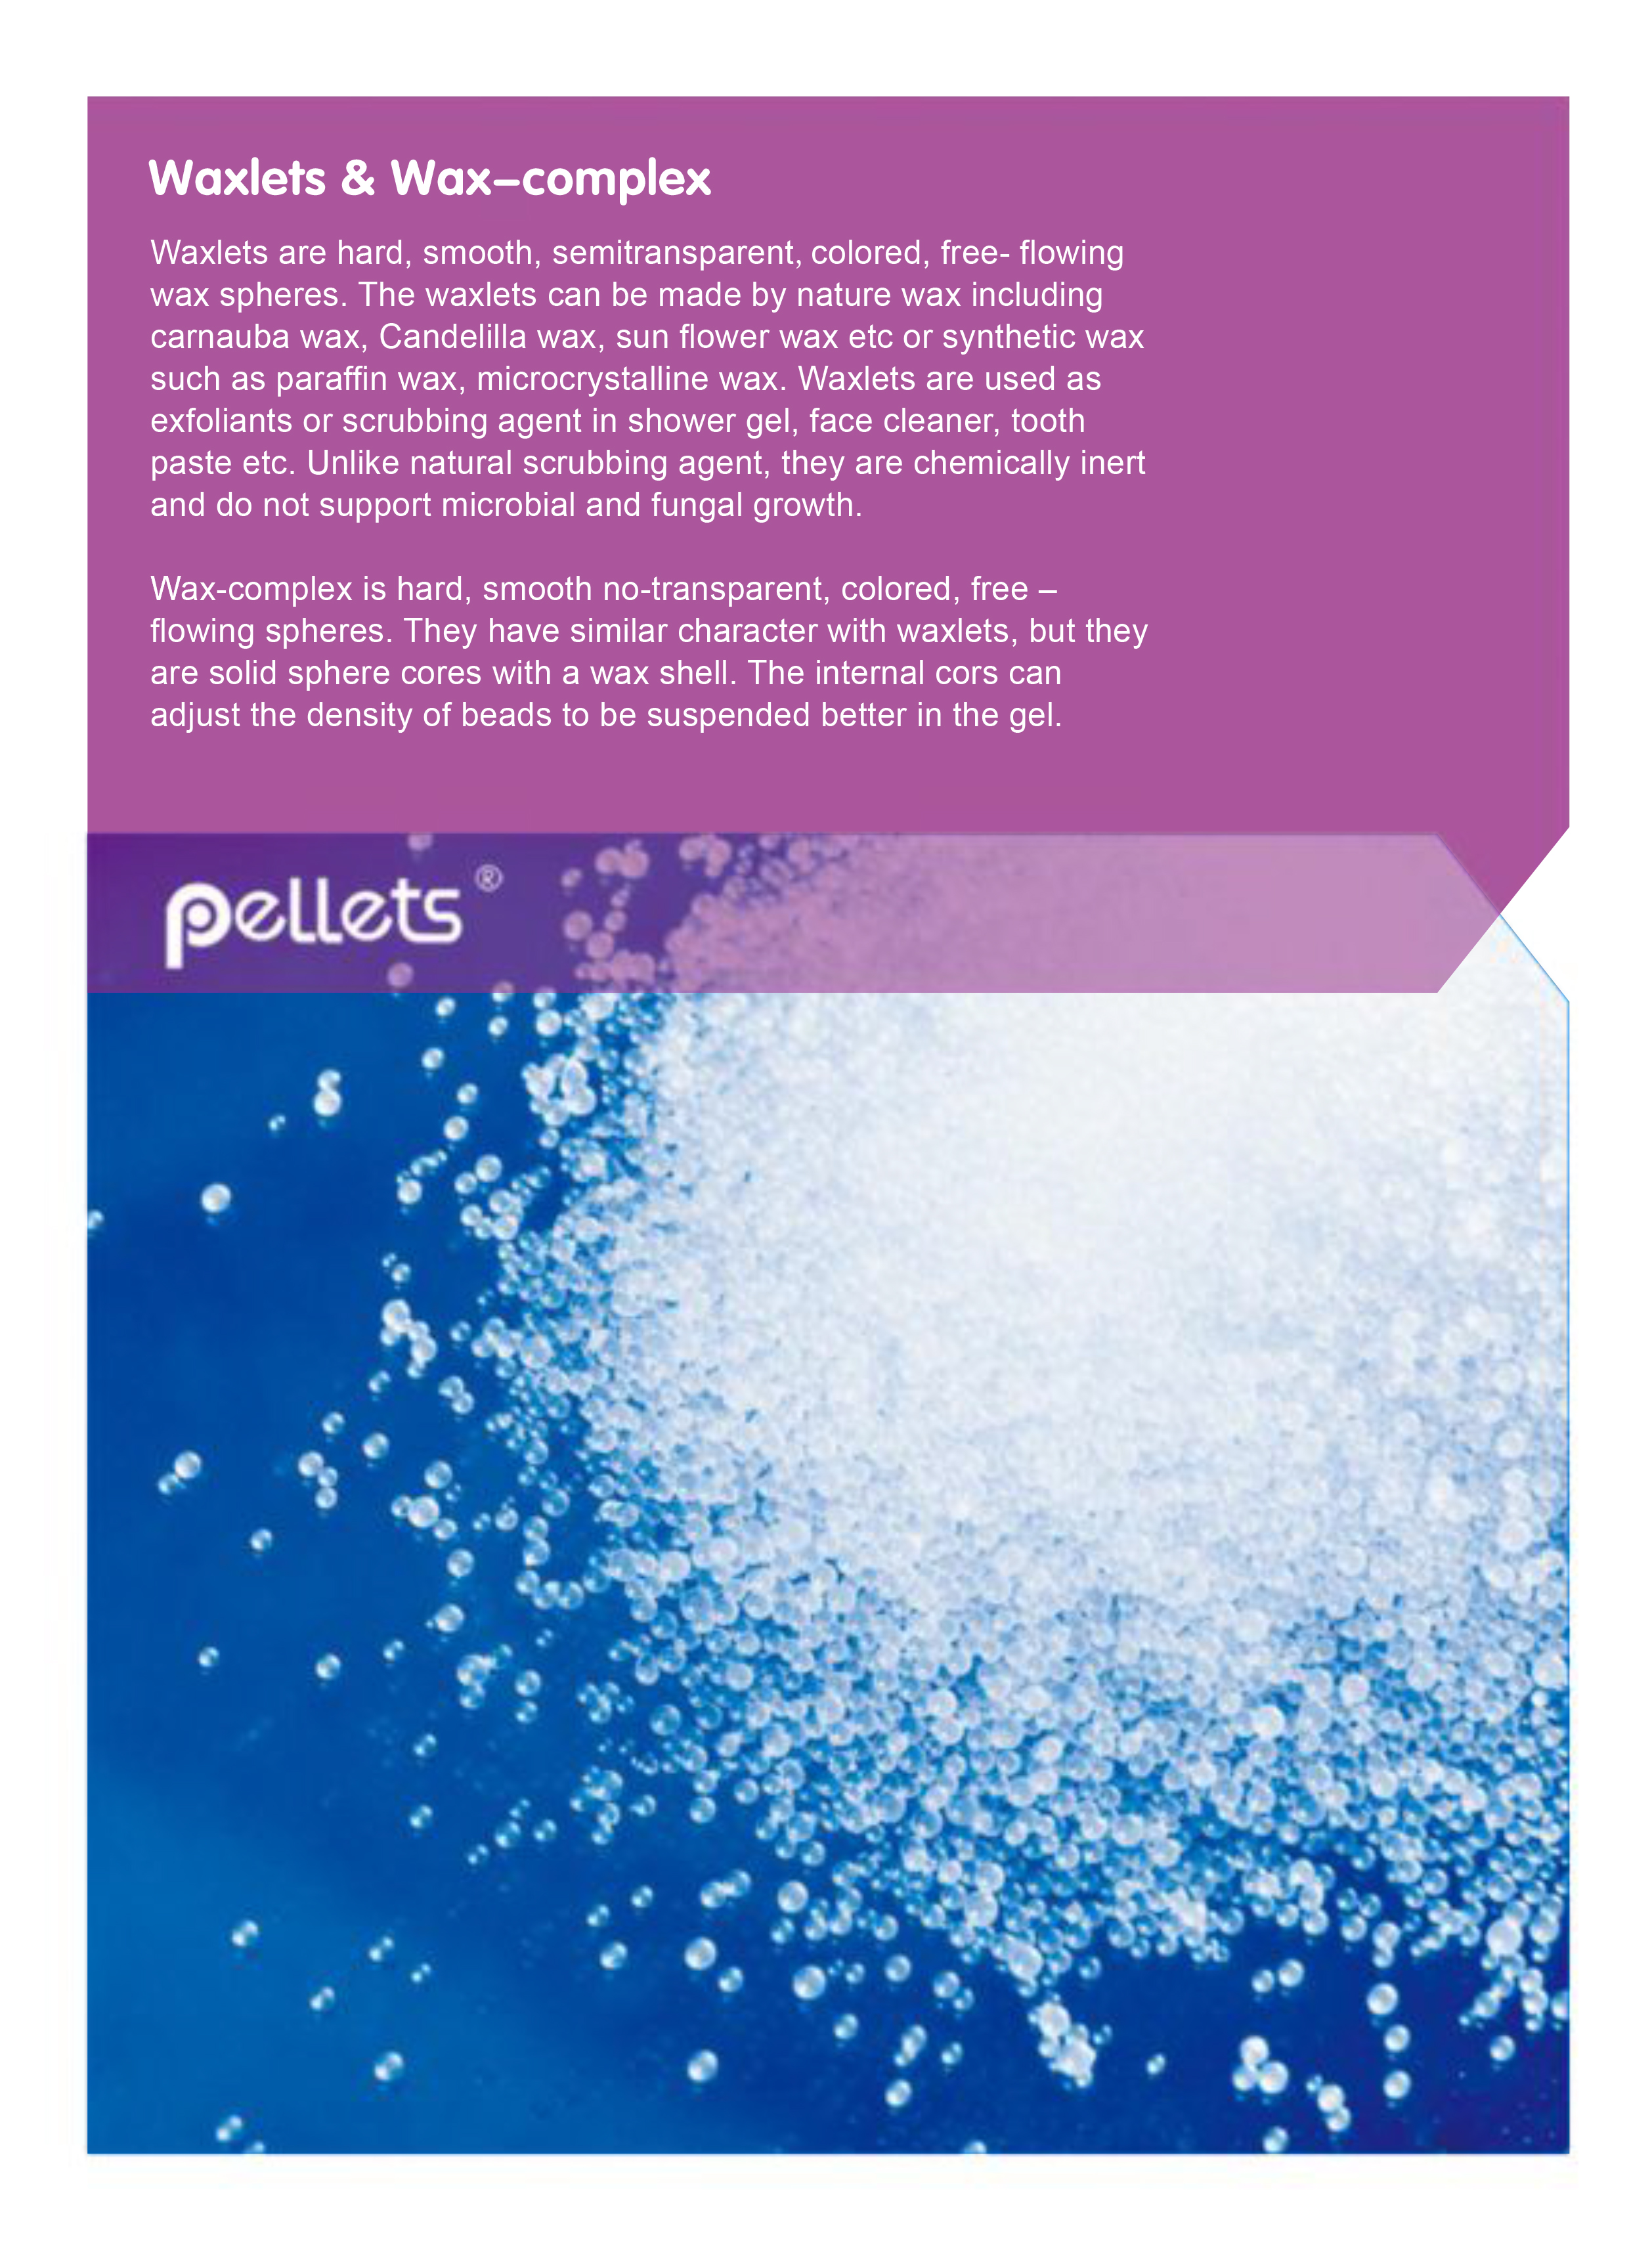 Waxlets & Wax–complex
Waxlets are hard, smooth, semitransparent, colored, free- flowing
wax spheres. The waxlets can be made by nature wax including
carnauba wax, Candelilla wax, sun flower wax etc or synthetic wax
such as paraffin wax, microcrystalline wax. Waxlets are used as
exfoliants or scrubbing agent in shower gel, face cleaner, tooth
paste etc. Unlike natural scrubbing agent, they are chemically inert
and do not support microbial and fungal growth.
Wax-complex is hard, smooth no-transparent, colored, free –
flowing spheres. They have similar character with waxlets, but they
are solid sphere cores with a wax shell. The internal cors can
adjust the density of beads to be suspended better in the gel.
pellets ®